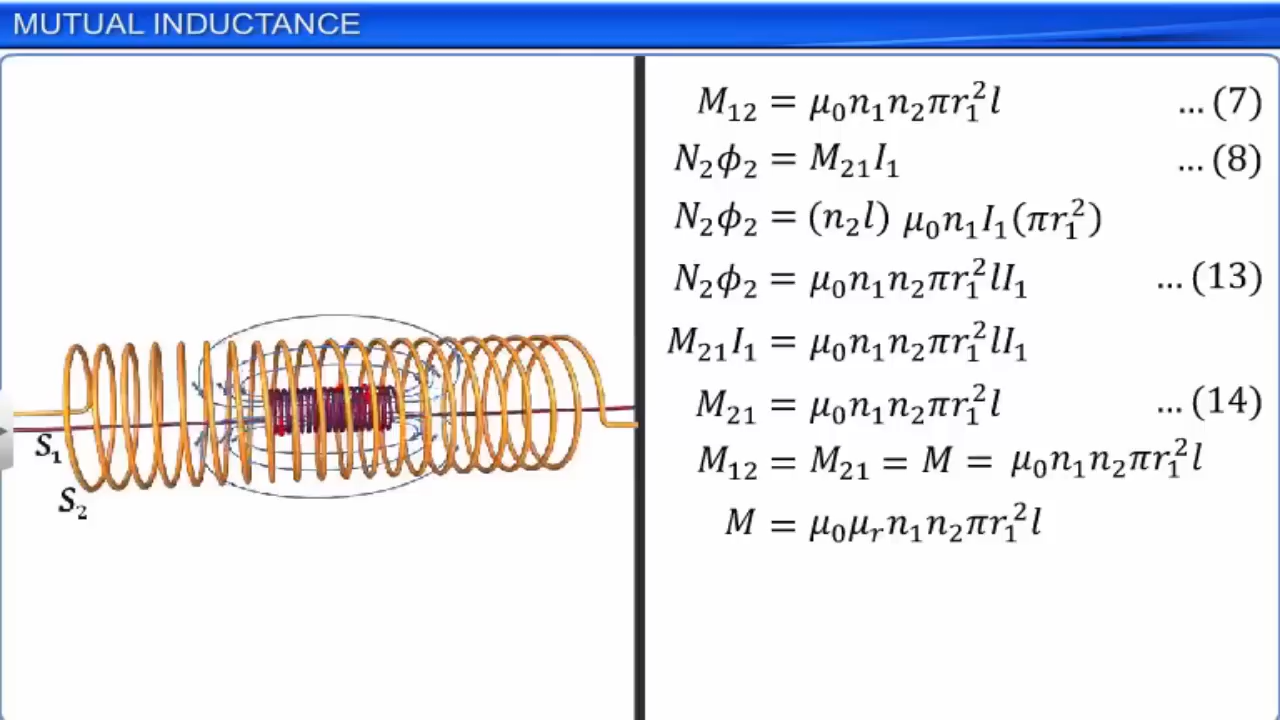 MUTUAL INDUCTANCE
M₁₂ = μ₀n₁n₂πr₁²l ... (7)
N₂ϕ₂ = M₂₁I₁ ... (8)
N₂ϕ₂ = (n₂l) μ₀n₁I₁(πr₁²)
N₂ϕ₂ = μ₀n₁n₂πr₁²lI₁ ... (13)
M₂₁I₁ = μ₀n₁n₂πr₁²lI₁
M₂₁ = μ₀n₁n₂πr₁²l ... (14)
M₁₂ = M₂₁ = M = μ₀n₁n₂πr₁²l
M = μ₀μᵣn₁n₂πr₁²l
S₁
S₂